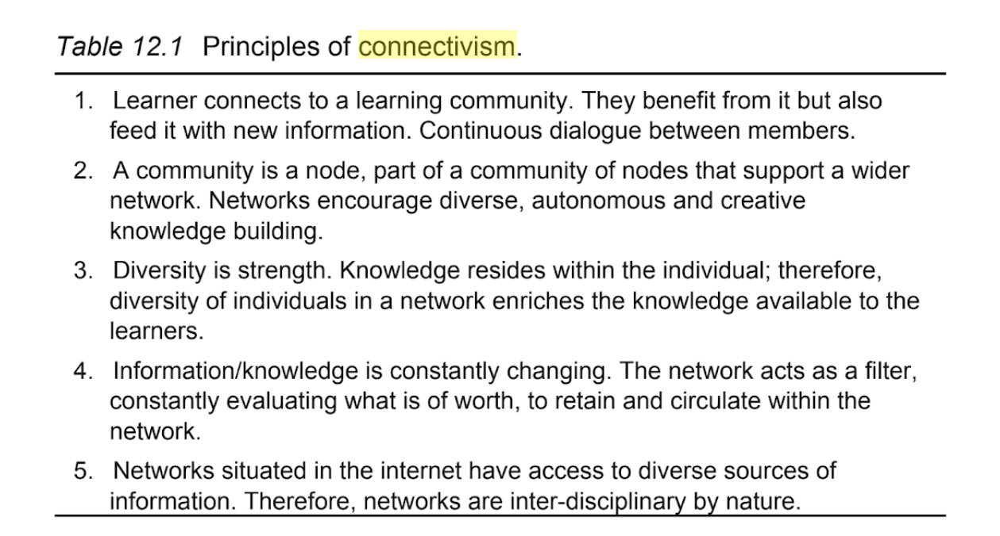 Table 12.1 Principles of connectivism.
1. Learner connects to a learning community. They benefit from it but also
feed it with new information. Continuous dialogue between members.
2. A community is a node, part of a community of nodes that support a wider
network. Networks encourage diverse, autonomous and creative
knowledge building.
3. Diversity is strength. Knowledge resides within the individual; therefore,
diversity of individuals in a network enriches the knowledge available to the
learners.
4. Information/knowledge is constantly changing. The network acts as a filter,
constantly evaluating what is of worth, to retain and circulate within the
network.
5. Networks situated in the internet have access to diverse sources of
information. Therefore, networks are inter-disciplinary by nature.